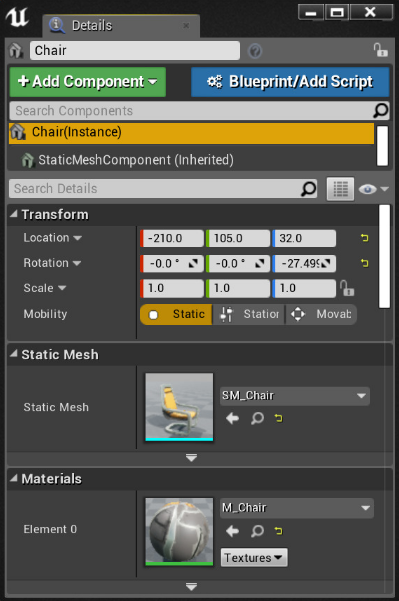 Details
Chair
+Add Component
Blueprint/Add Script
Search Components
Chair(Instance)
StaticMeshComponent (Inherited)
Search Details
Transform
Location -210.0 105.0 32.0
Rotation -0.0 ° -0.0 ° -27.499
Scale 1.0 1.0 1.0
Mobility Static Station Movab
Static Mesh
Static Mesh SM_Chair
Materials
Element 0 M_Chair
Textures